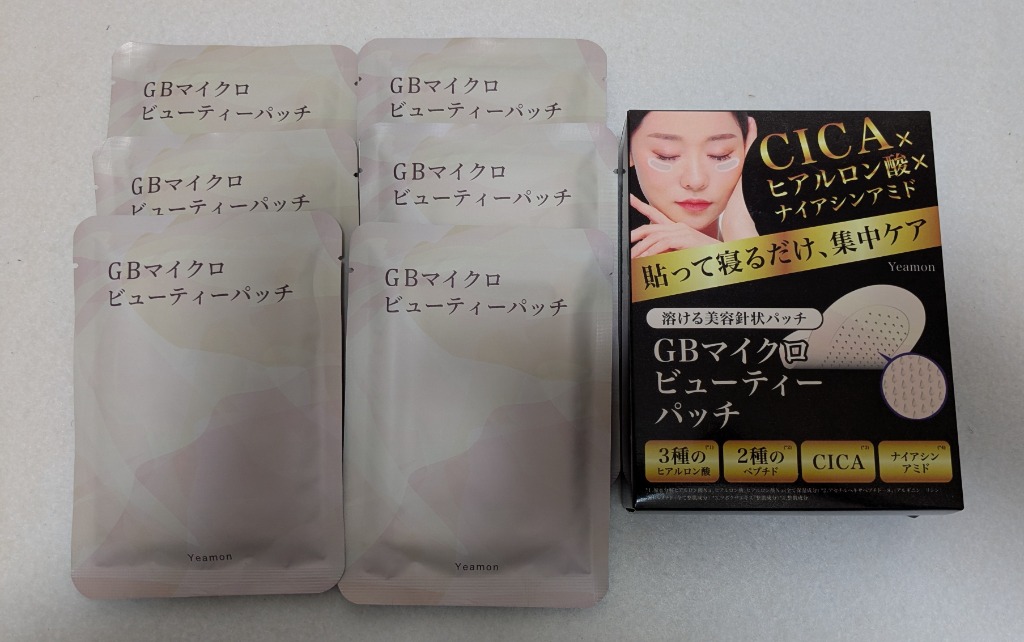 GBマイクロ
ビューティーパッチ
GBマイクロ
ビューティーパッチ
GBマイクロ
ビューティーパッチ
GBマイクロ
ビューティーパッチ
GBマイクロ
ビューティーパッチ
Yeamon
GBマイクロ
ビューティーパッチ
Yeamon
CICA×
ヒアルロン酸×
ナイアシンアミド
貼って寝るだけ、集中ケア
Yeamon
溶ける美容針状パッチ
GBマイクロ
ビューティー
パッチ
3種の
ヒアルロン酸
2種の
ペプチド
CICA
ナイアシン
アミド